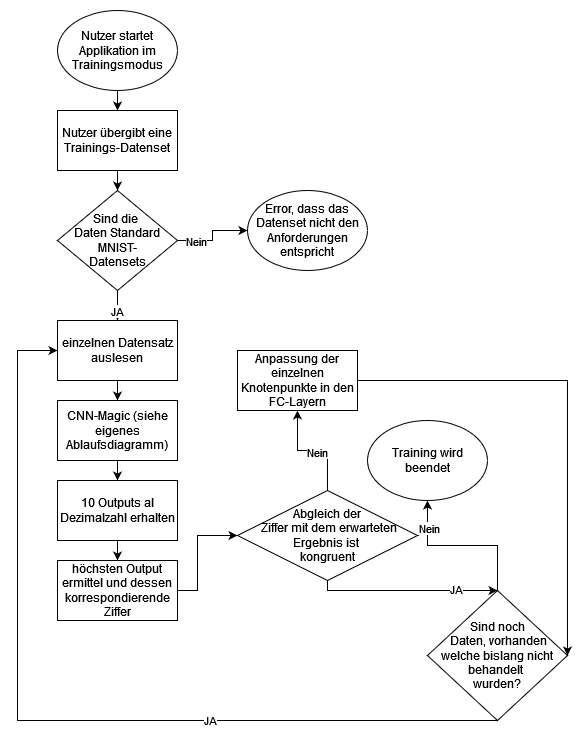 Nutzer startet
Applikation im
Trainingsmodus
Nutzer übergibt eine
Trainings-Datenset
Sind die
Daten Standard
MNIST-
Datensets
Nein
Error, dass das
Datenset nicht den
Anforderungen
entspricht
JA
einzelnen Datensatz
auslesen
CNN-Magic (siehe
eigenes
Ablaufsdiagramm)
10 Outputs al
Dezimalzahl erhalten
höchsten Output
ermittel und dessen
korrespondierende
Ziffer
Abgleich der
Ziffer mit dem erwarteten
Ergebnis ist
kongruent
Nein
Anpassung der
einzelnen
Knotenpunkte in den
FC-Layern
JA
Sind noch
Daten, vorhanden
welche bislang nicht
behandelt
wurden?
Nein
Training wird
beendet
JA